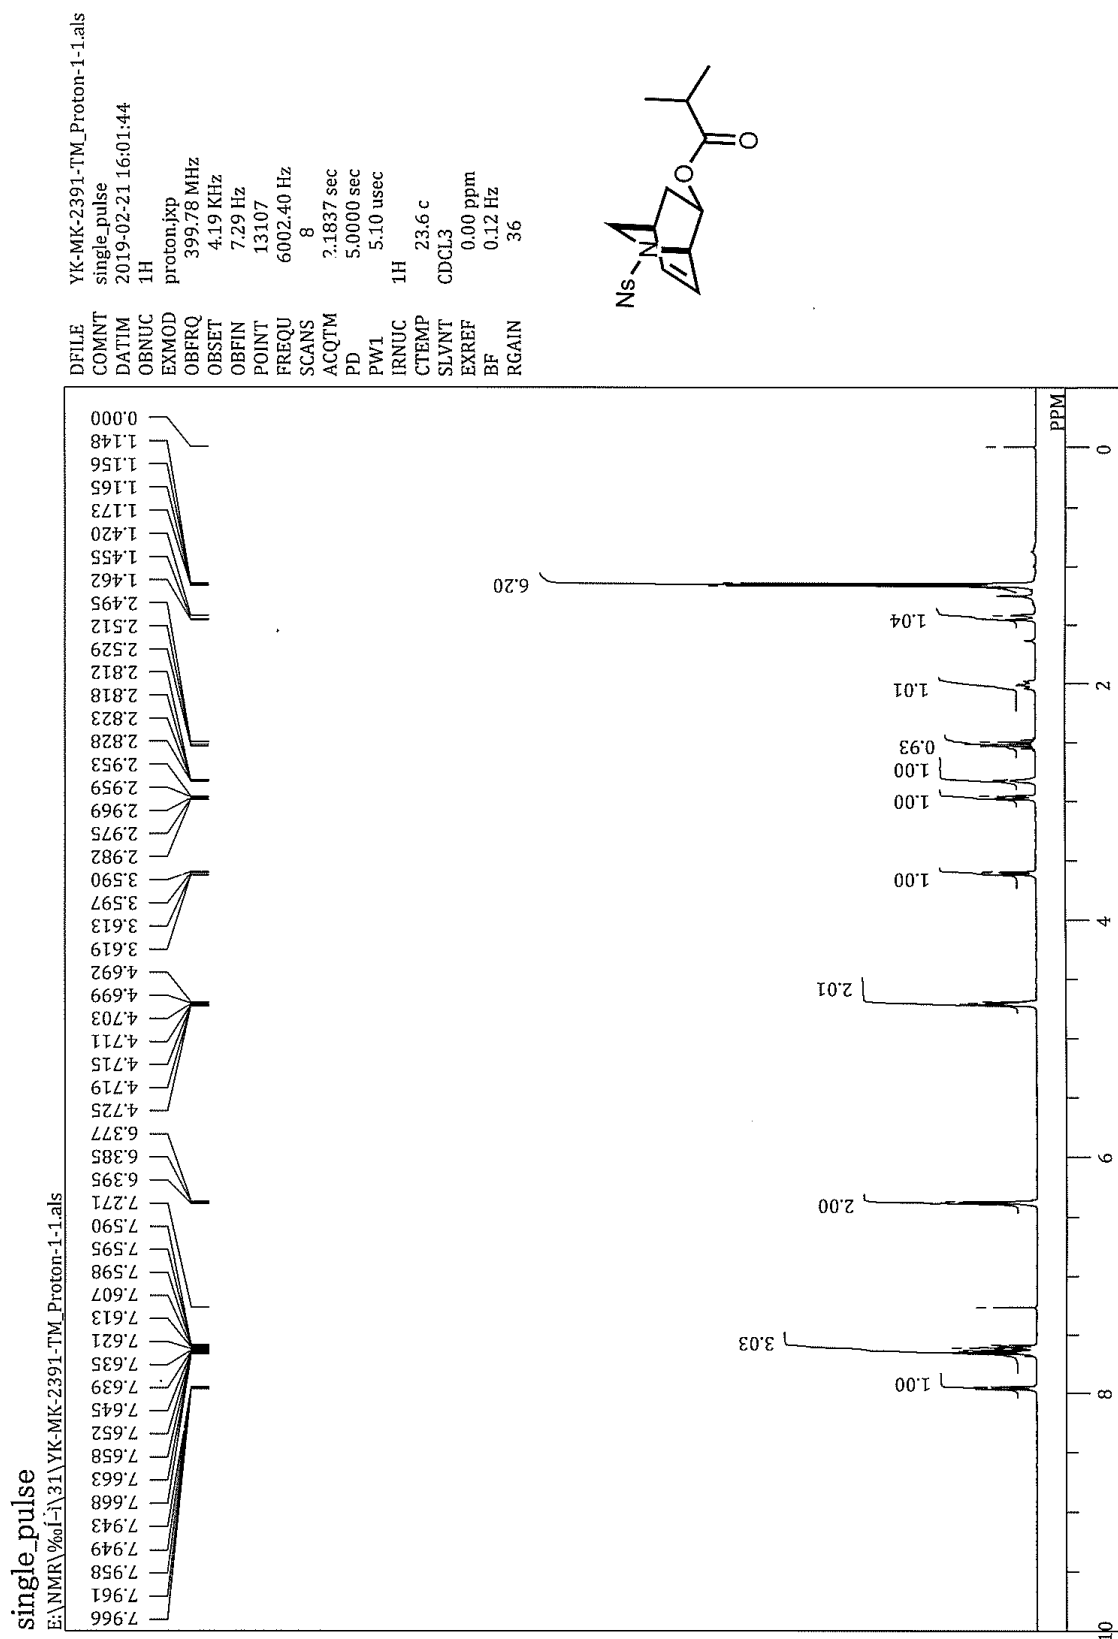 single_pulse
E:\NMR\‰Í-ì\31\YK-MK-2391-TM_Proton-1-1.als
DFILE YK-MK-2391-TM_Proton-1-1.als
COMNT single_pulse
DATIM 2019-02-21 16:01:44
OBNUC 1H
EXMOD proton.jxp
OBFRQ 399.78 MHz
OBSET 4.19 KHz
OBFIN 7.29 Hz
POINT 13107
FREQU 6002.40 Hz
SCANS 8
ACQTM 2.1837 sec
PD 5.0000 sec
PW1 5.10 usec
IRNUC 1H
CTEMP 23.6 c
SLVNT CDCL3
EXREF 0.00 ppm
BF 0.12 Hz
RGAIN 36
7.966
7.961
7.958
7.949
7.943
7.668
7.663
7.658
7.652
7.645
7.639
7.635
7.621
7.613
7.607
7.598
7.595
7.590
7.271
6.395
6.385
6.377
4.725
4.719
4.715
4.711
4.703
4.699
4.692
3.619
3.613
3.597
3.590
2.982
2.975
2.969
2.959
2.953
2.828
2.823
2.818
2.812
2.529
2.512
2.495
1.462
1.455
1.420
1.173
1.165
1.156
1.148
0.000
Ns
N
O
O
1.00
3.03
2.00
2.01
1.00
1.00
1.00
0.93
1.01
1.04
6.20
PPM
10 8 6 4 2 0